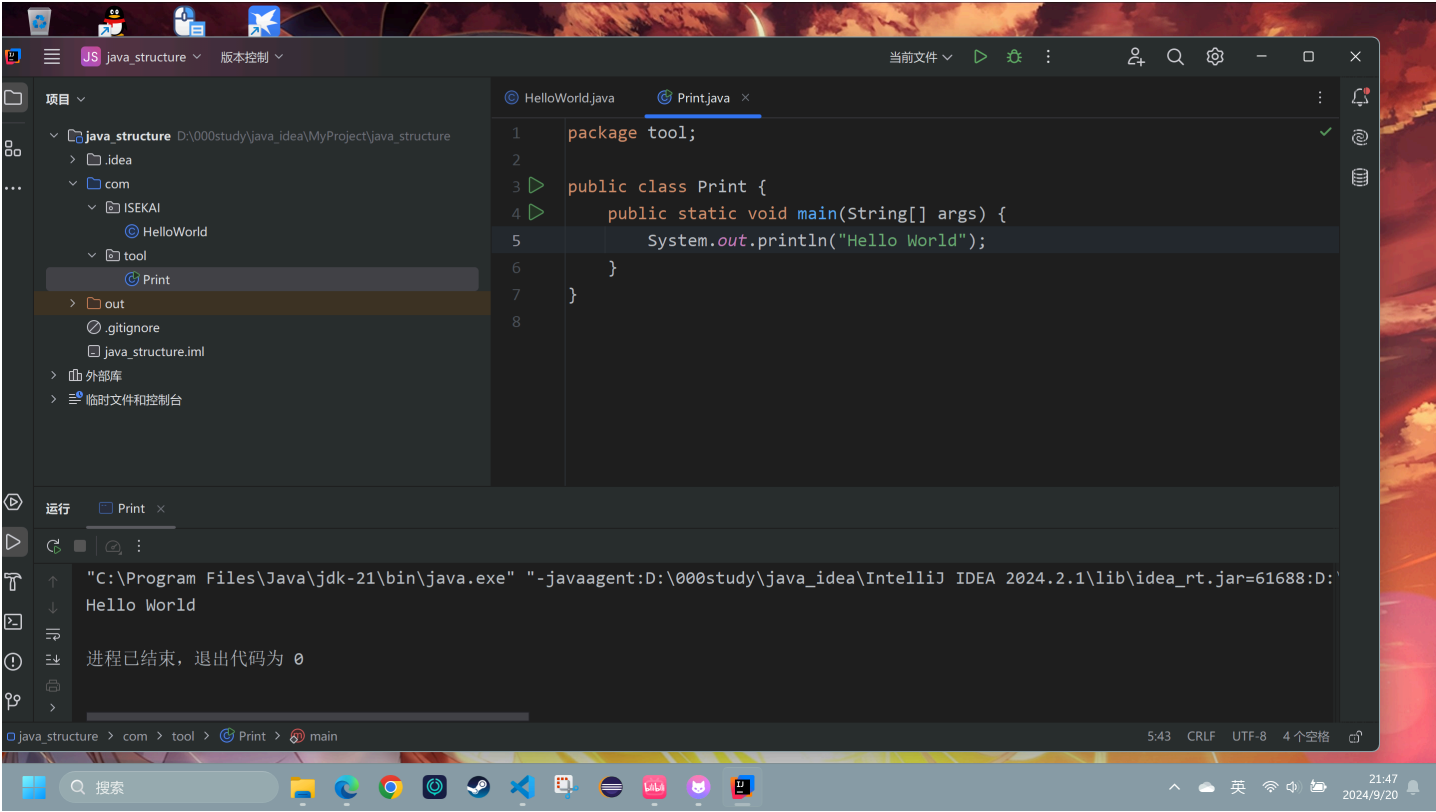 JS java_structure 版本控制 当前文件
项目
HelloWorld.java Print.java
java_structure D:\000study\java_idea\MyProject\java_structure
.idea
com
ISEKAI
HelloWorld
tool
Print
out
.gitignore
java_structure.iml
外部库
临时文件和控制台
1 package tool;
2
3 public class Print {
4 public static void main(String[] args) {
5 System.out.println("Hello World");
6 }
7 }
8
运行 Print
"C:\Program Files\Java\jdk-21\bin\java.exe" "-javaagent:D:\000study\java_idea\IntelliJ IDEA 2024.2.1\lib\idea_rt.jar=61688:D:\
Hello World
进程已结束，退出代码为 0
java_structure com tool Print main 5:43 CRLF UTF-8 4 个空格
搜索 英 21:47
2024/9/20